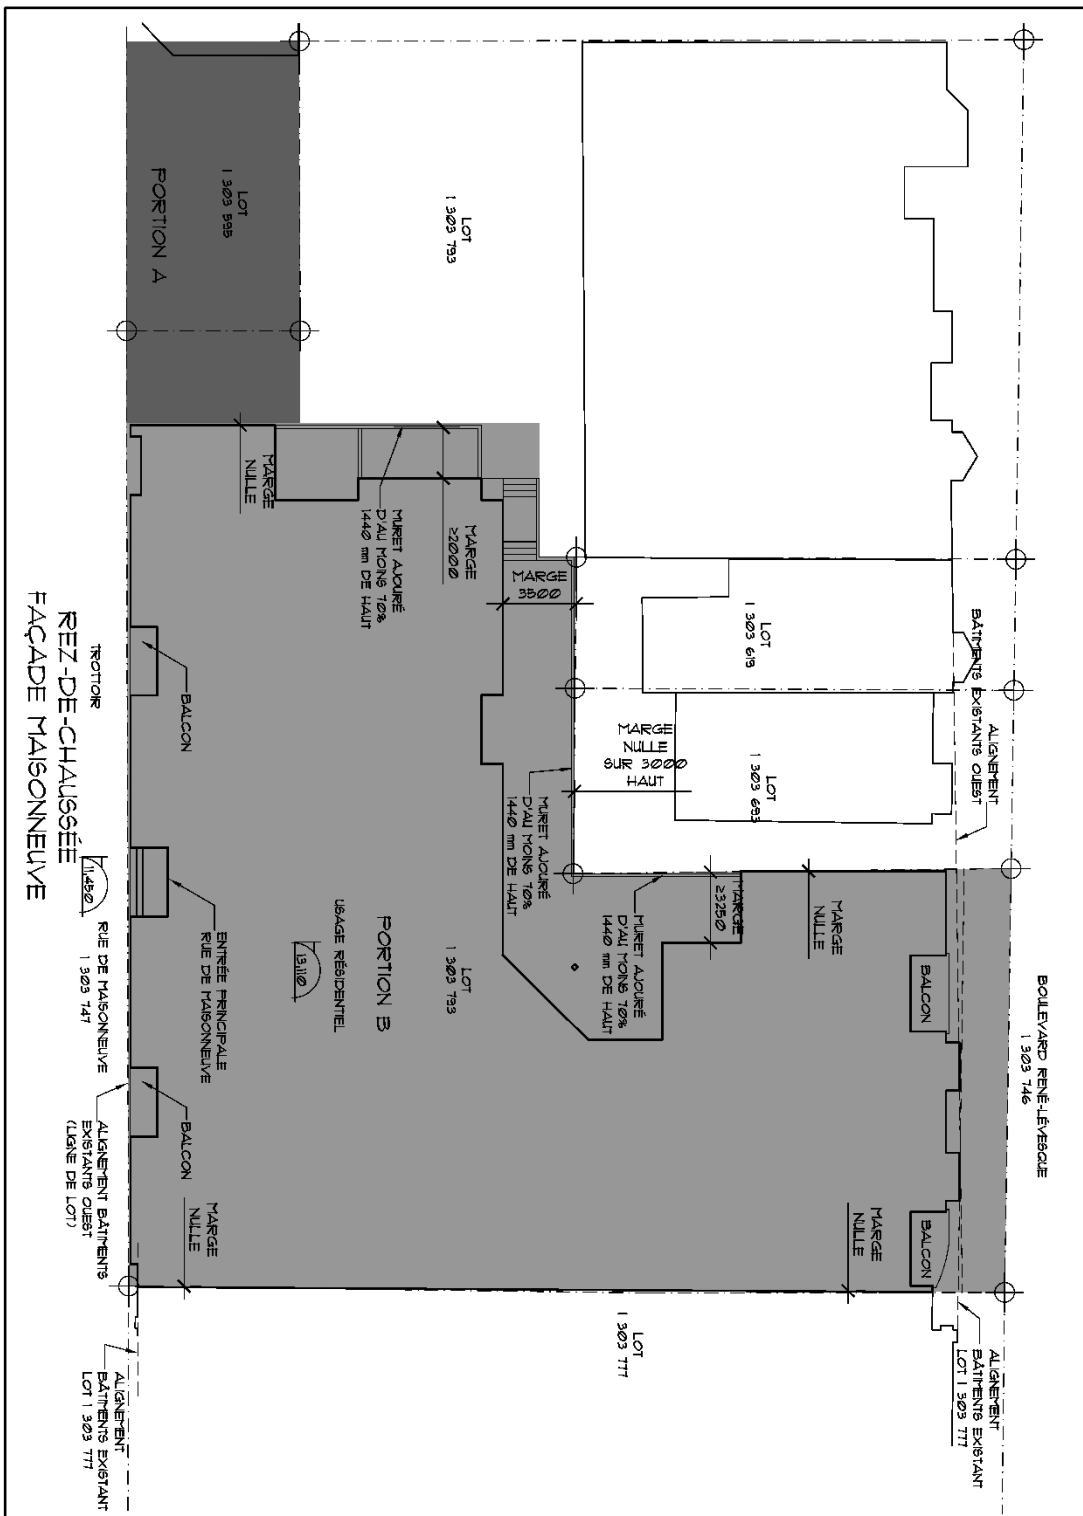 BOULEVARD RENÉ-LÉVESQUE
1 303 746
ALIGNEMENT
BÂTIMENTS EXISTANTS OUEST
ALIGNEMENT
BÂTIMENTS EXISTANT
LOT 1 303 777
BALCON
BALCON
MARGE
NULLE
MARGE
NULLE
LOT
1 303 619
LOT
1 303 693
MARGE
≥3250
MARGE
NULLE
SUR 3000
HAUT
MURET AJOURÉ
D'AU MOINS 70%
1440 mm DE HAUT
LOT
1 303 777
MARGE
3500
MURET AJOURÉ
D'AU MOINS 70%
1440 mm DE HAUT
LOT
1 303 793
MARGE
≥2000
MURET AJOURÉ
D'AU MOINS 70%
1440 mm DE HAUT
LOT
1 303 793
PORTION B
USAGE RÉSIDENTIEL
13,110
LOT
1 303 595
PORTION A
MARGE
NULLE
BALCON
ENTRÉE PRINCIPALE
RUE DE MAISONNEUVE
BALCON
MARGE
NULLE
TROTTOIR
11,450
RUE DE MAISONNEUVE
1 303 747
ALIGNEMENT BÂTIMENTS
EXISTANTS OUEST
(LIGNE DE LOT)
ALIGNEMENT
BÂTIMENTS EXISTANT
LOT 1 303 777
REZ-DE-CHAUSSÉE
FAÇADE MAISONNEUVE